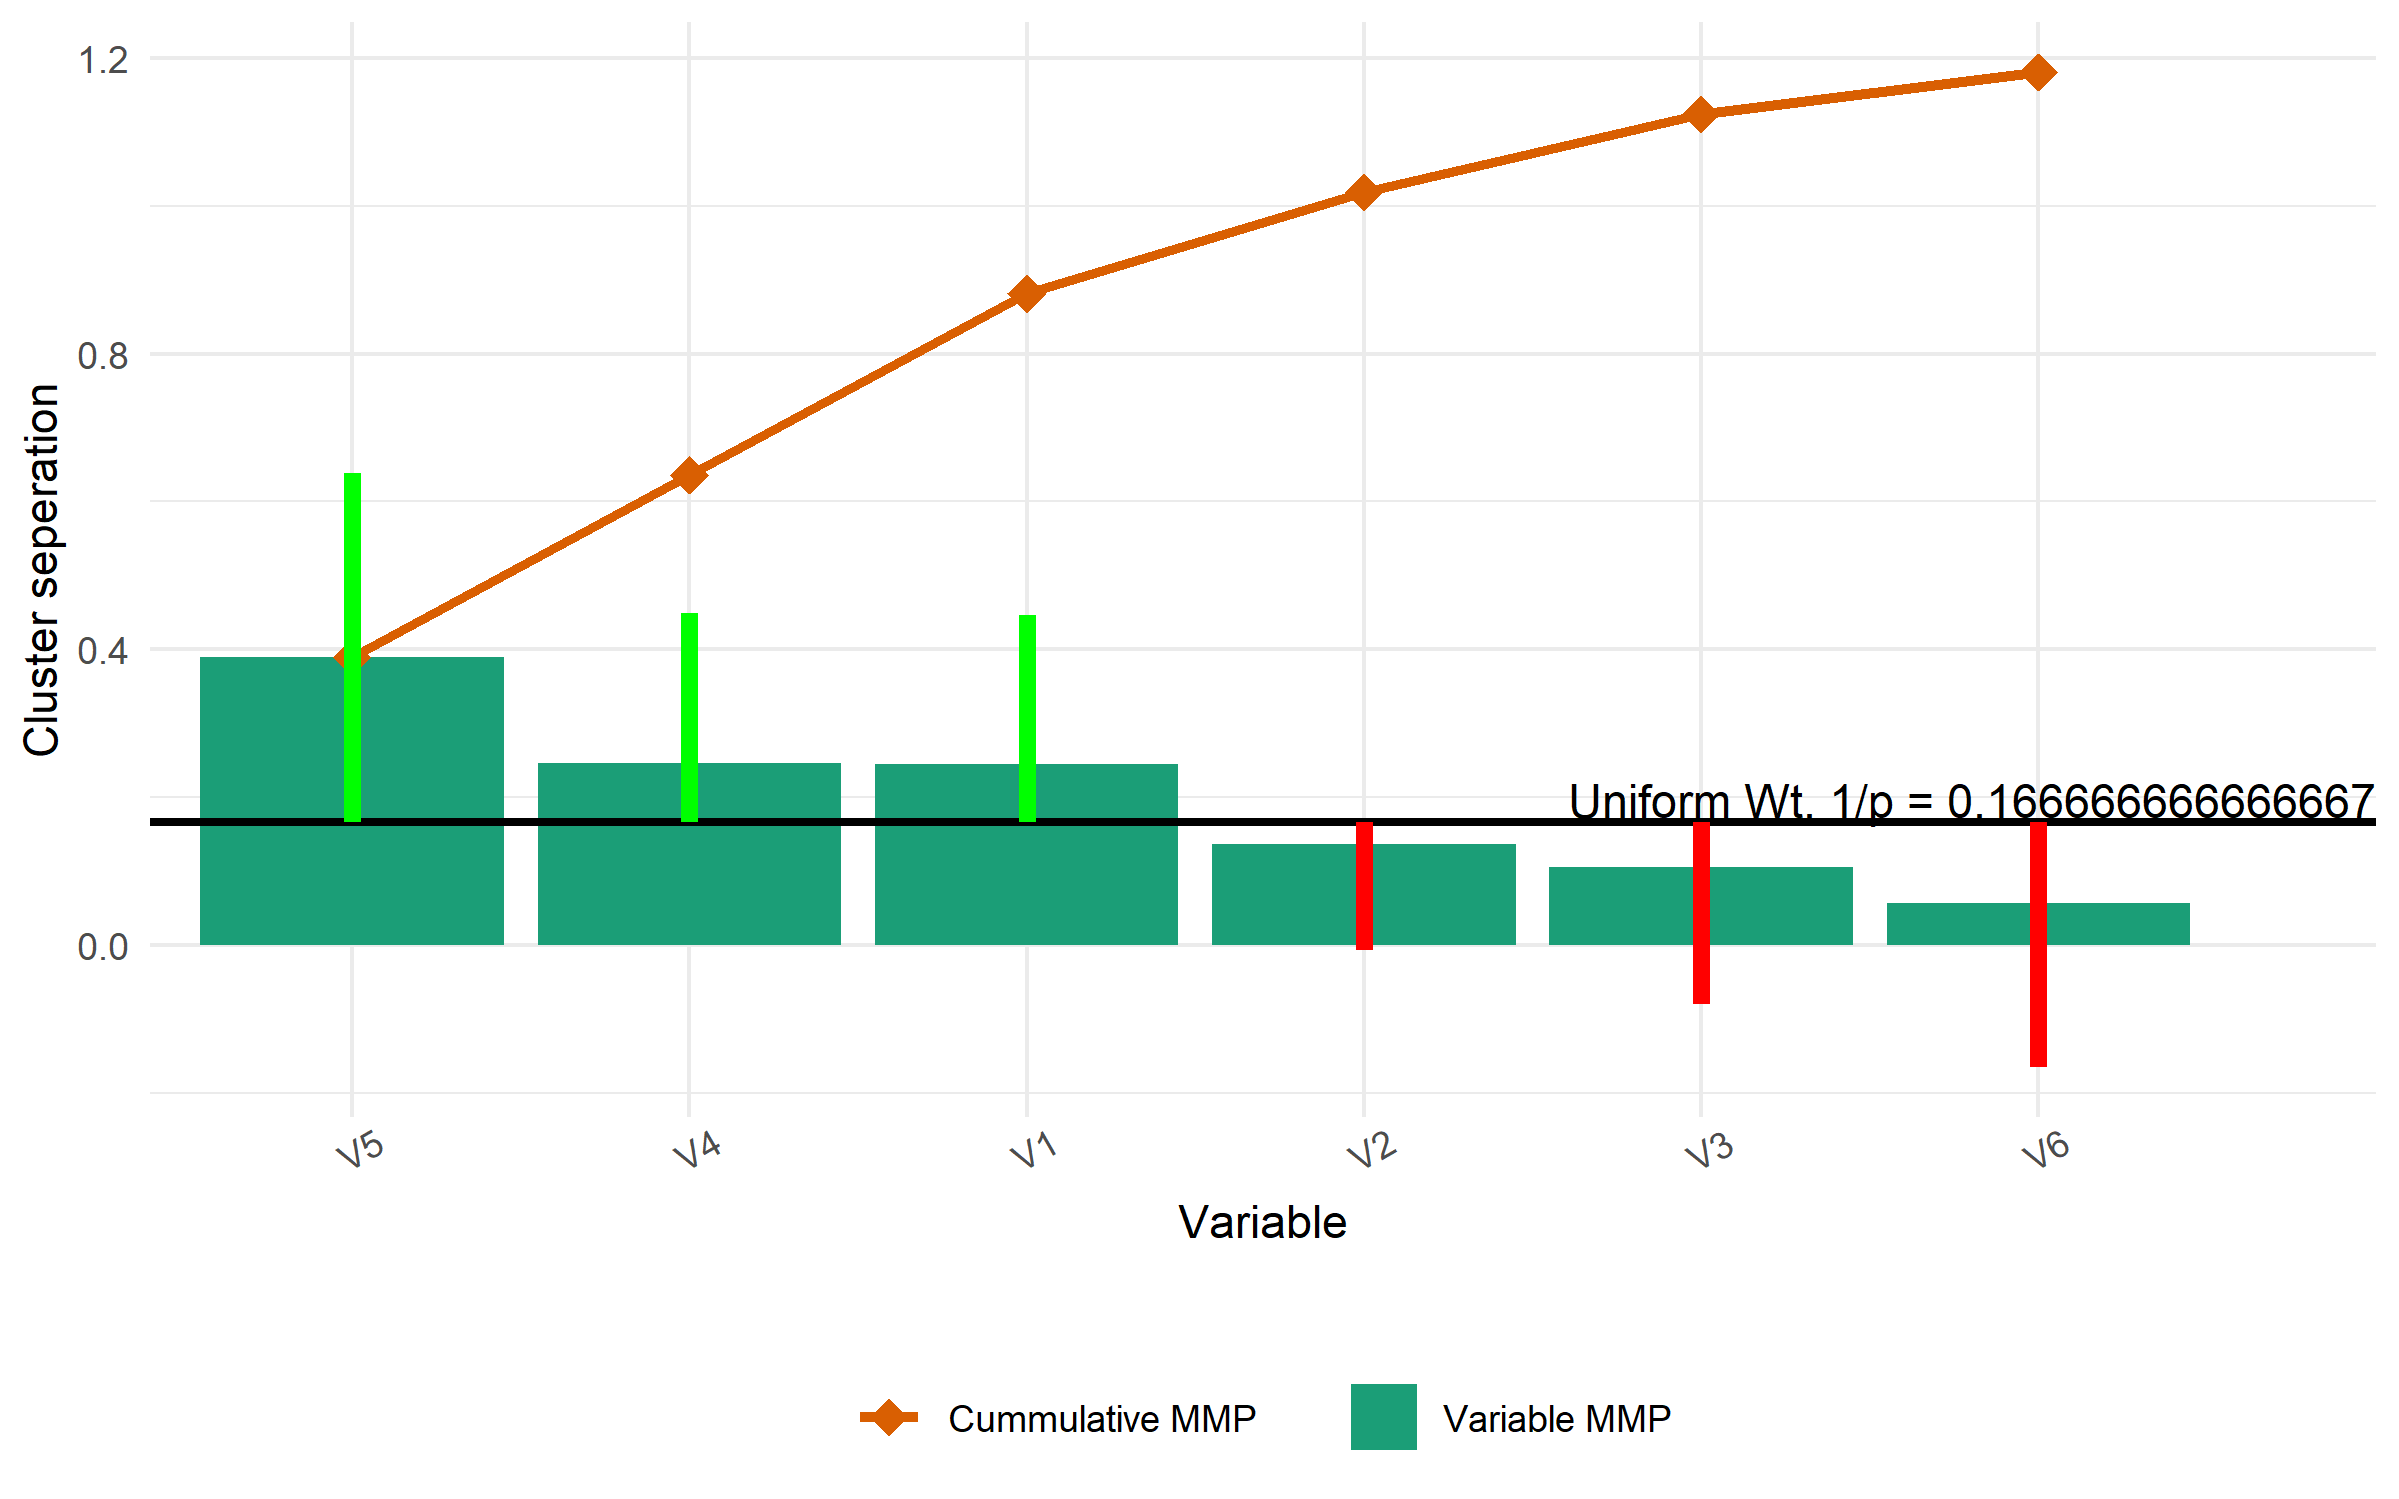 1.2
0.8
0.4
0.0
Cluster seperation
Uniform Wt. 1/p = 0.166666666666667
V5
V4
V1
V2
V3
V6
Variable
Cummulative MMP
Variable MMP